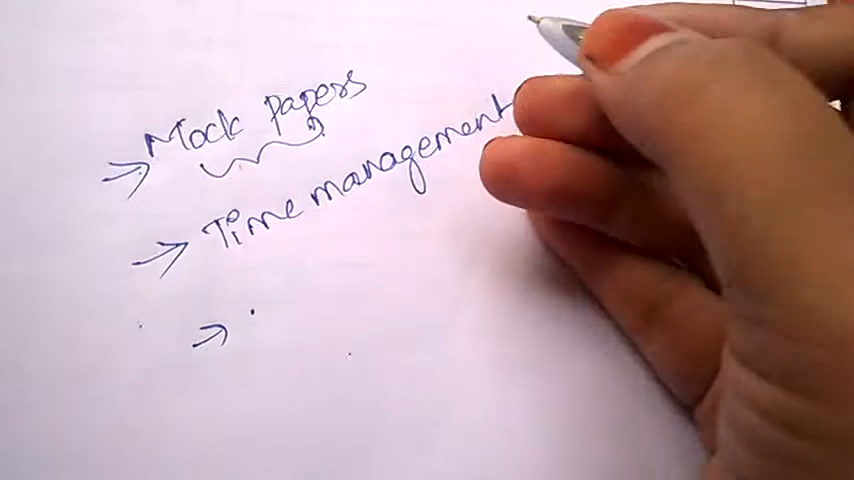 → Mock papers
→ Time management
→